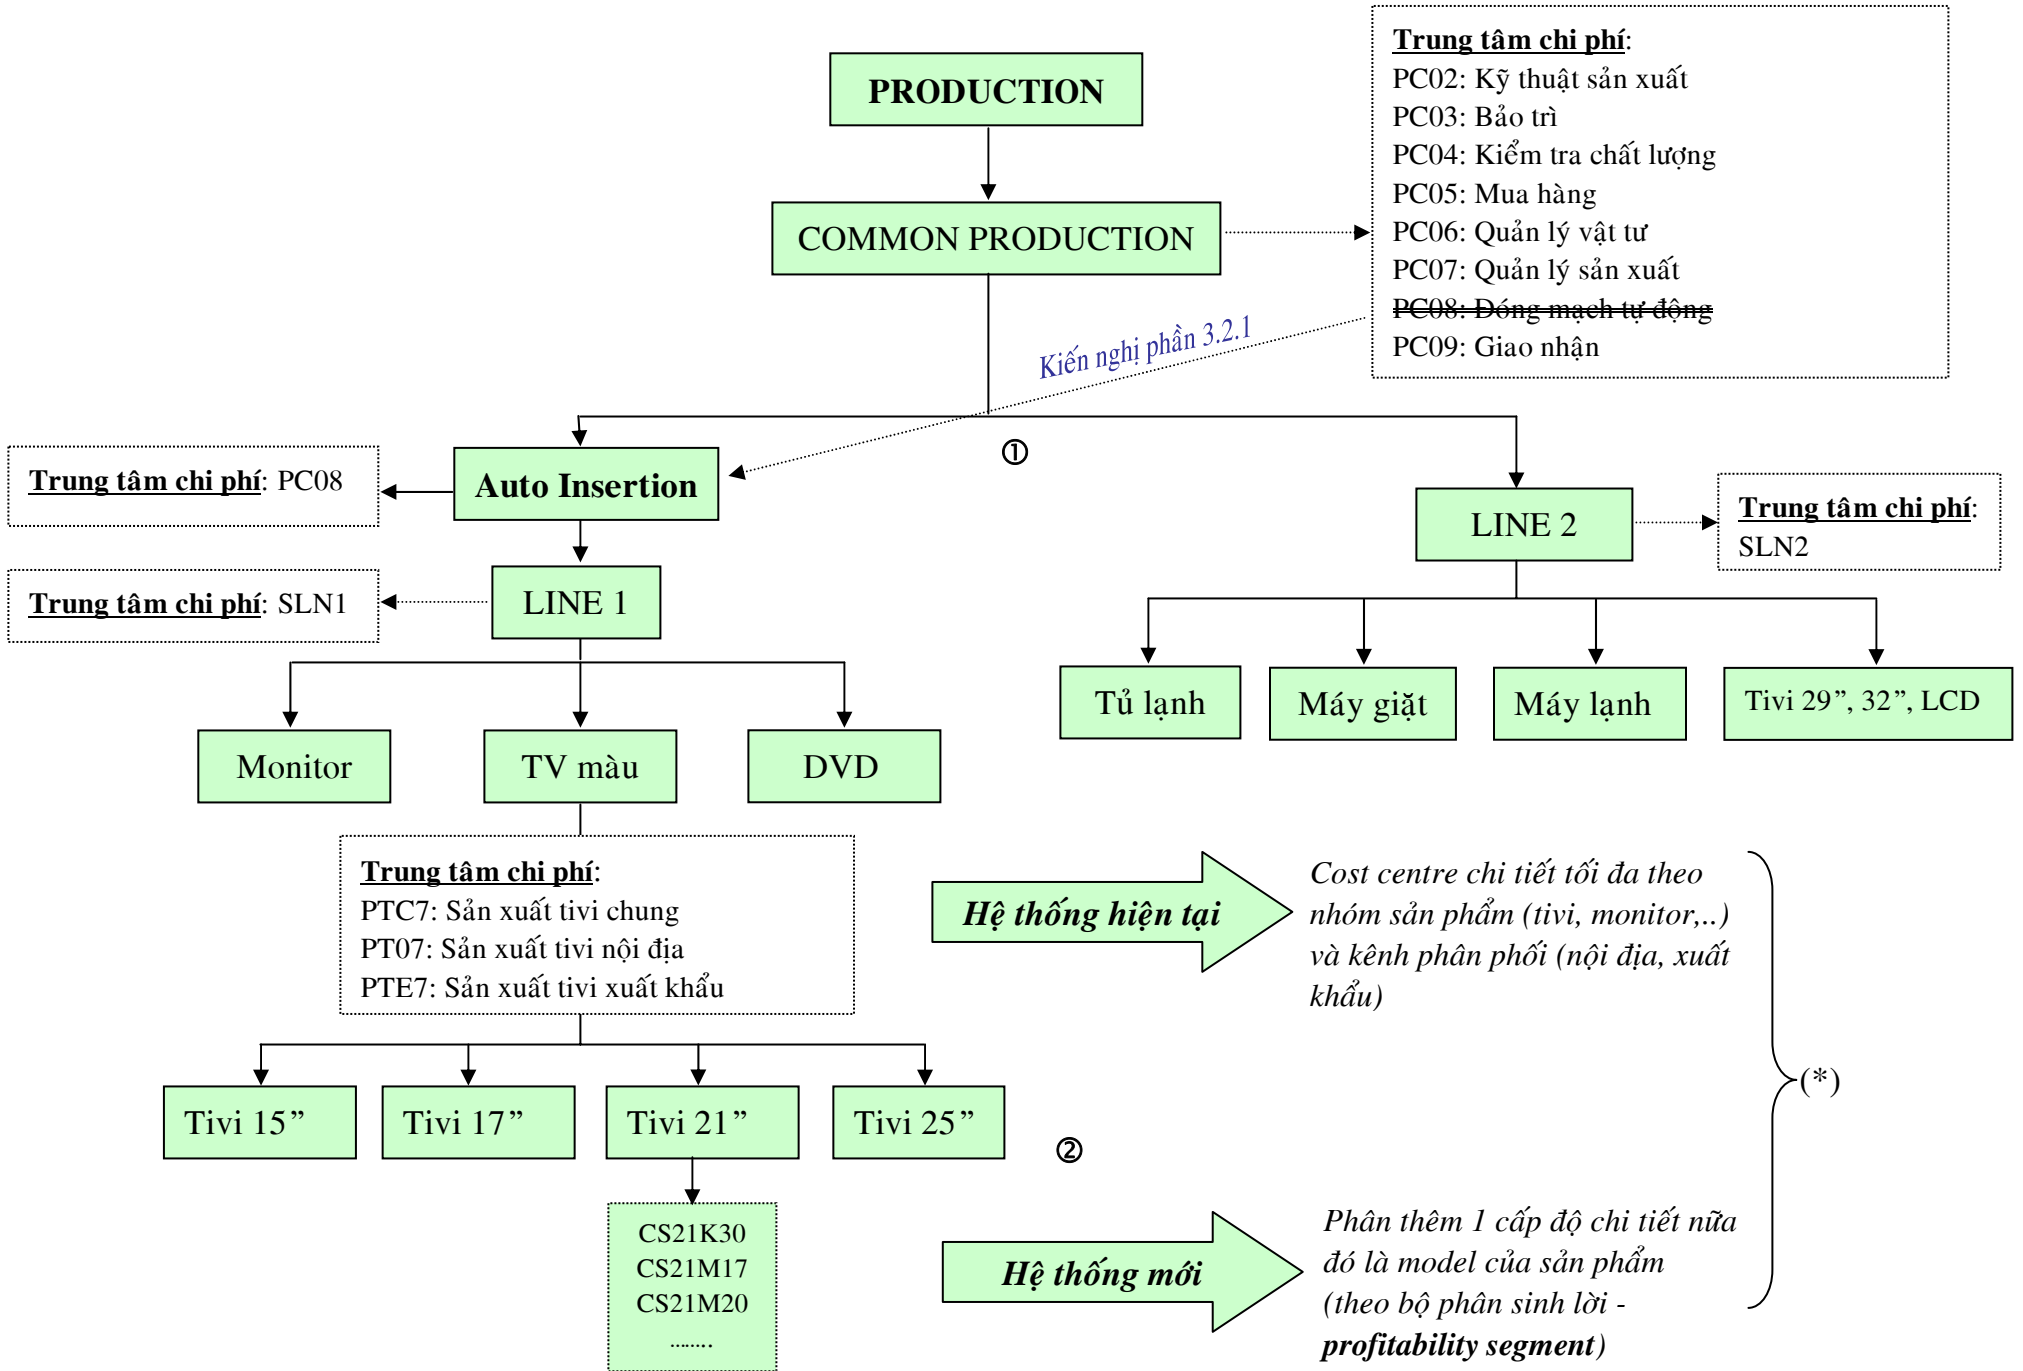 PRODUCTION
COMMON PRODUCTION
Trung tâm chi phí:
PC02: Kỹ thuật sản xuất
PC03: Bảo trì
PC04: Kiểm tra chất lượng
PC05: Mua hàng
PC06: Quản lý vật tư
PC07: Quản lý sản xuất
PC08: Đóng mạch tự động
PC09: Giao nhận
Kiến nghị phần 3.2.1
①
Trung tâm chi phí: PC08
Auto Insertion
LINE 2
Trung tâm chi phí:
SLN2
Trung tâm chi phí: SLN1
LINE 1
Tủ lạnh
Máy giặt
Máy lạnh
Tivi 29”, 32”, LCD
Monitor
TV màu
DVD
Trung tâm chi phí:
PTC7: Sản xuất tivi chung
PT07: Sản xuất tivi nội địa
PTE7: Sản xuất tivi xuất khẩu
Hệ thống hiện tại
Cost centre chi tiết tối đa theo
nhóm sản phẩm (tivi, monitor,..)
và kênh phân phối (nội địa, xuất
khẩu)
(*)
Tivi 15”
Tivi 17”
Tivi 21”
Tivi 25”
②
CS21K30
CS21M17
CS21M20
........
Hệ thống mới
Phân thêm 1 cấp độ chi tiết nữa
đó là model của sản phẩm
(theo bộ phân sinh lời -
profitability segment)